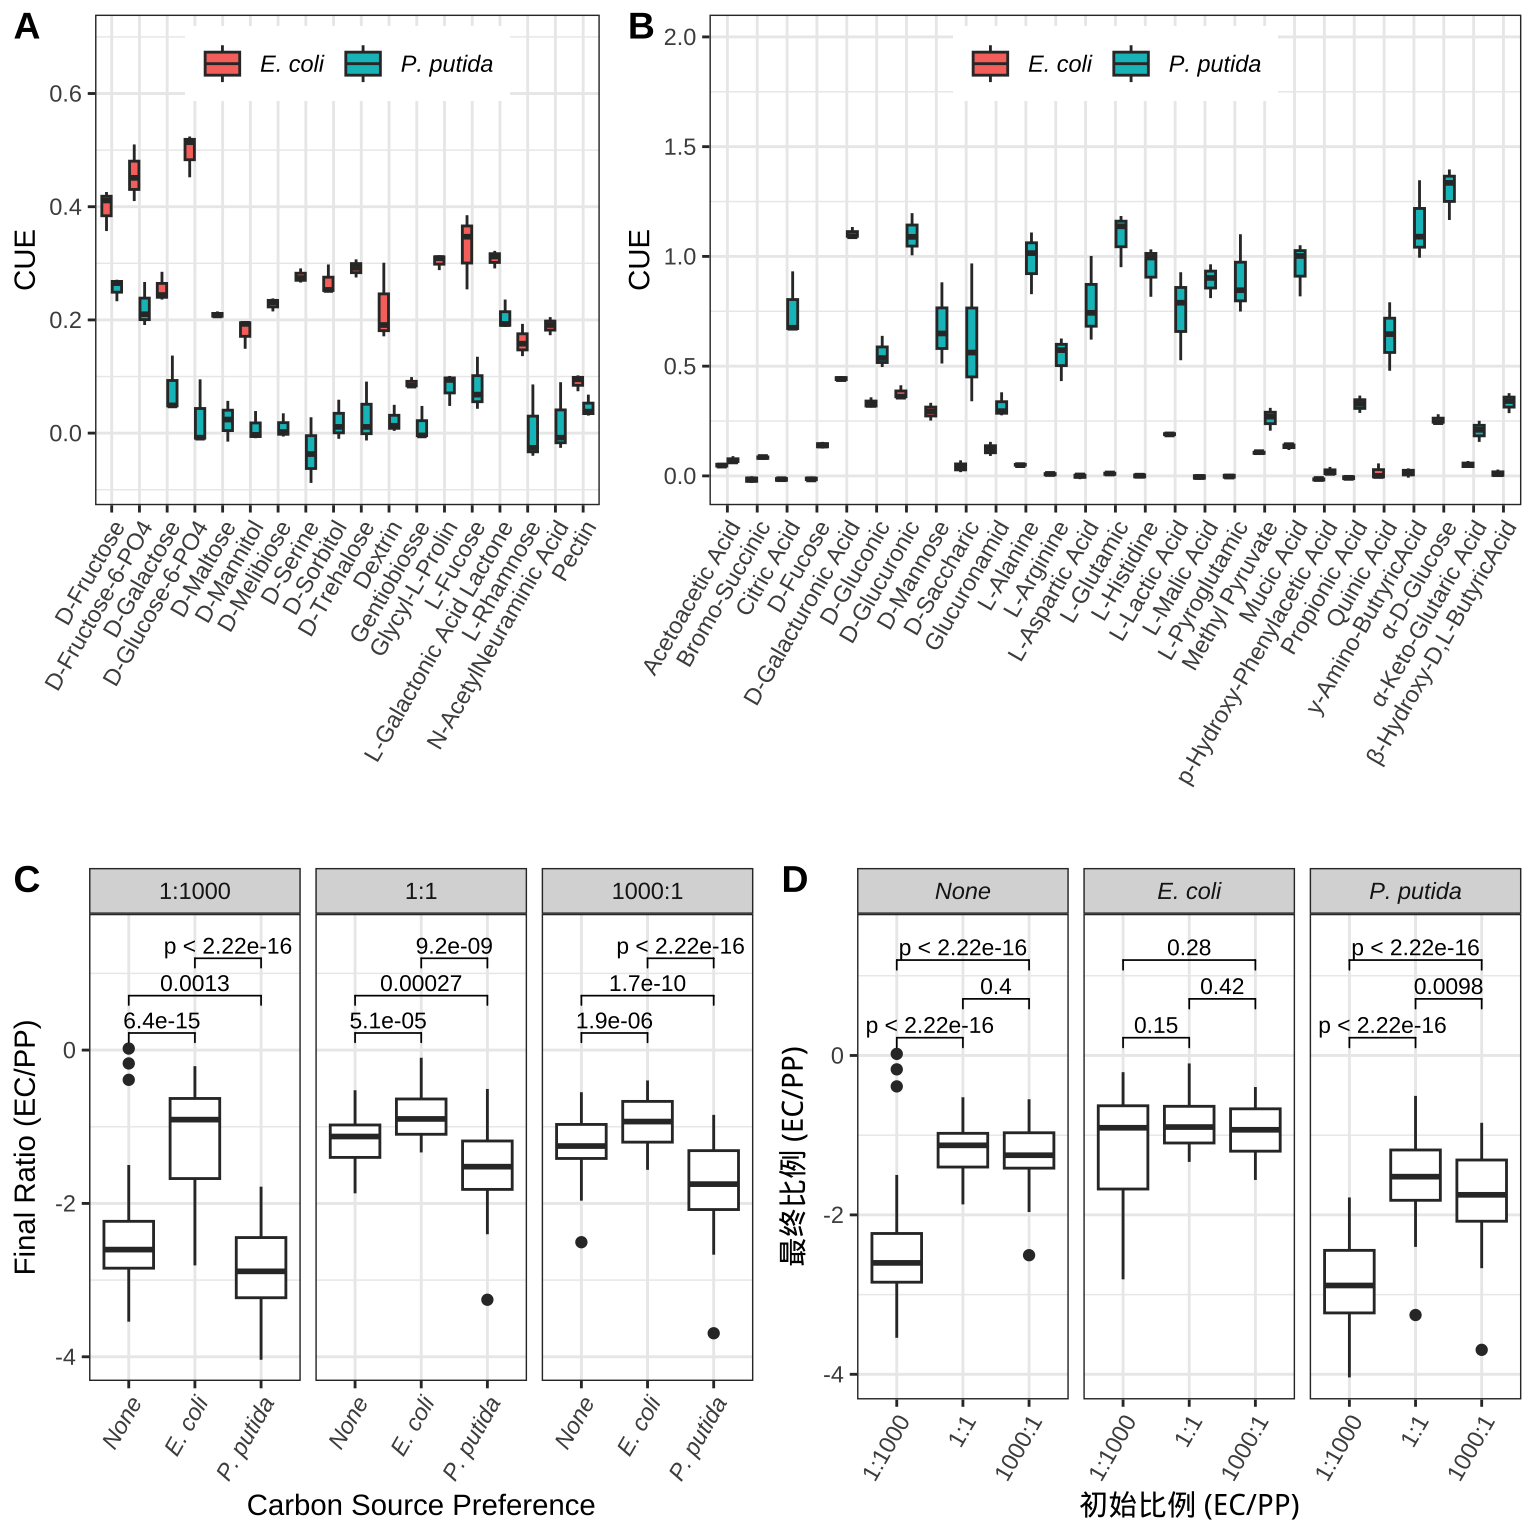 A
E. coli
P. putida
CUE
0.6
0.4
0.2
0.0
D-Fructose
D-Fructose-6-PO4
D-Galactose
D-Glucose-6-PO4
D-Maltose
D-Mannitol
D-Melibiose
D-Serine
D-Sorbitol
D-Trehalose
Dextrin
Gentiobiosse
Glycyl-L-Prolin
L-Fucose
L-Galactonic Acid Lactone
L-Rhamnose
N-AcetylNeuraminic Acid
Pectin
B
E. coli
P. putida
CUE
2.0
1.5
1.0
0.5
0.0
Acetoacetic Acid
Bromo-Succinic
Citric Acid
D-Fucose
D-Galacturonic Acid
D-Gluconic
D-Glucuronic
D-Mannose
D-Saccharic
Glucuronamid
L-Alanine
L-Arginine
L-Aspartic Acid
L-Glutamic
L-Histidine
L-Lactic Acid
L-Malic Acid
L-Pyroglutamic
Methyl Pyruvate
Mucic Acid
p-Hydroxy-Phenylacetic Acid
Propionic Acid
Quinic Acid
y-Amino-ButtyricAcid
α-D-Glucose
α-Keto-Glutaric Acid
β-Hydroxy-D,L-ButyricAcid
C
1:1000
1:1
1000:1
p < 2.22e-16
0.0013
6.4e-15
9.2e-09
0.00027
5.1e-05
p < 2.22e-16
1.7e-10
1.9e-06
Final Ratio (EC/PP)
0
-2
-4
None
E. coli
P. putida
None
E. coli
P. putida
None
E. coli
P. putida
Carbon Source Preference
D
None
E. coli
P. putida
p < 2.22e-16
0.4
p < 2.22e-16
0.28
0.42
0.15
p < 2.22e-16
0.0098
p < 2.22e-16
最终比例 (EC/PP)
0
-2
-4
1:1000
1:1
1000:1
1:1000
1:1
1000:1
1:1000
1:1
1000:1
初始比例 (EC/PP)